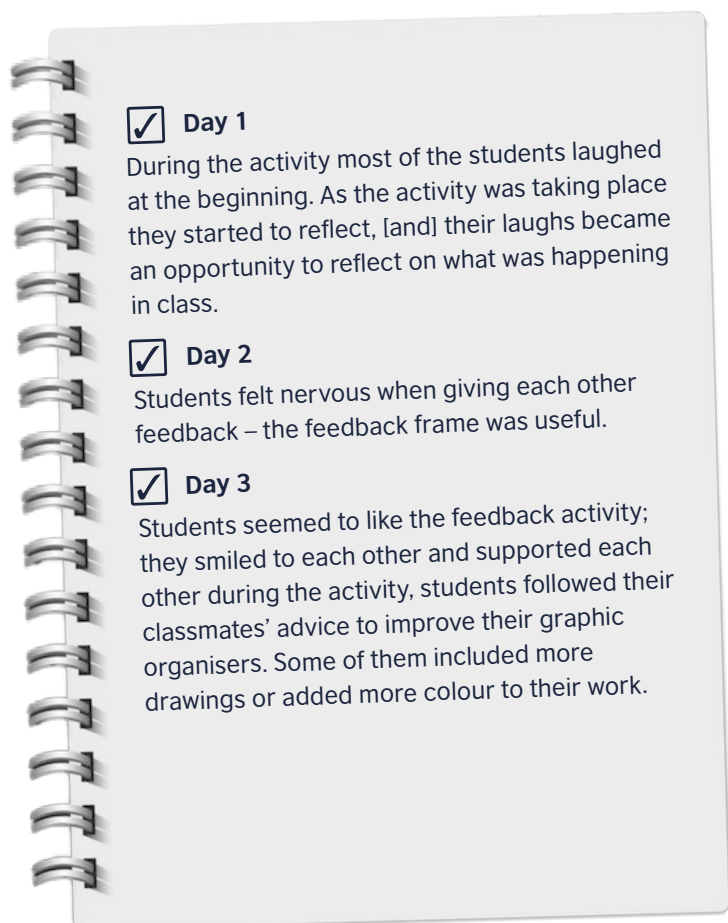 Day 1
During the activity most of the students laughed
at the beginning. As the activity was taking place
they started to reflect, [and] their laughs became
an opportunity to reflect on what was happening
in class.
Day 2
Students felt nervous when giving each other
feedback – the feedback frame was useful.
Day 3
Students seemed to like the feedback activity;
they smiled to each other and supported each
other during the activity, students followed their
classmates’ advice to improve their graphic
organisers. Some of them included more
drawings or added more colour to their work.